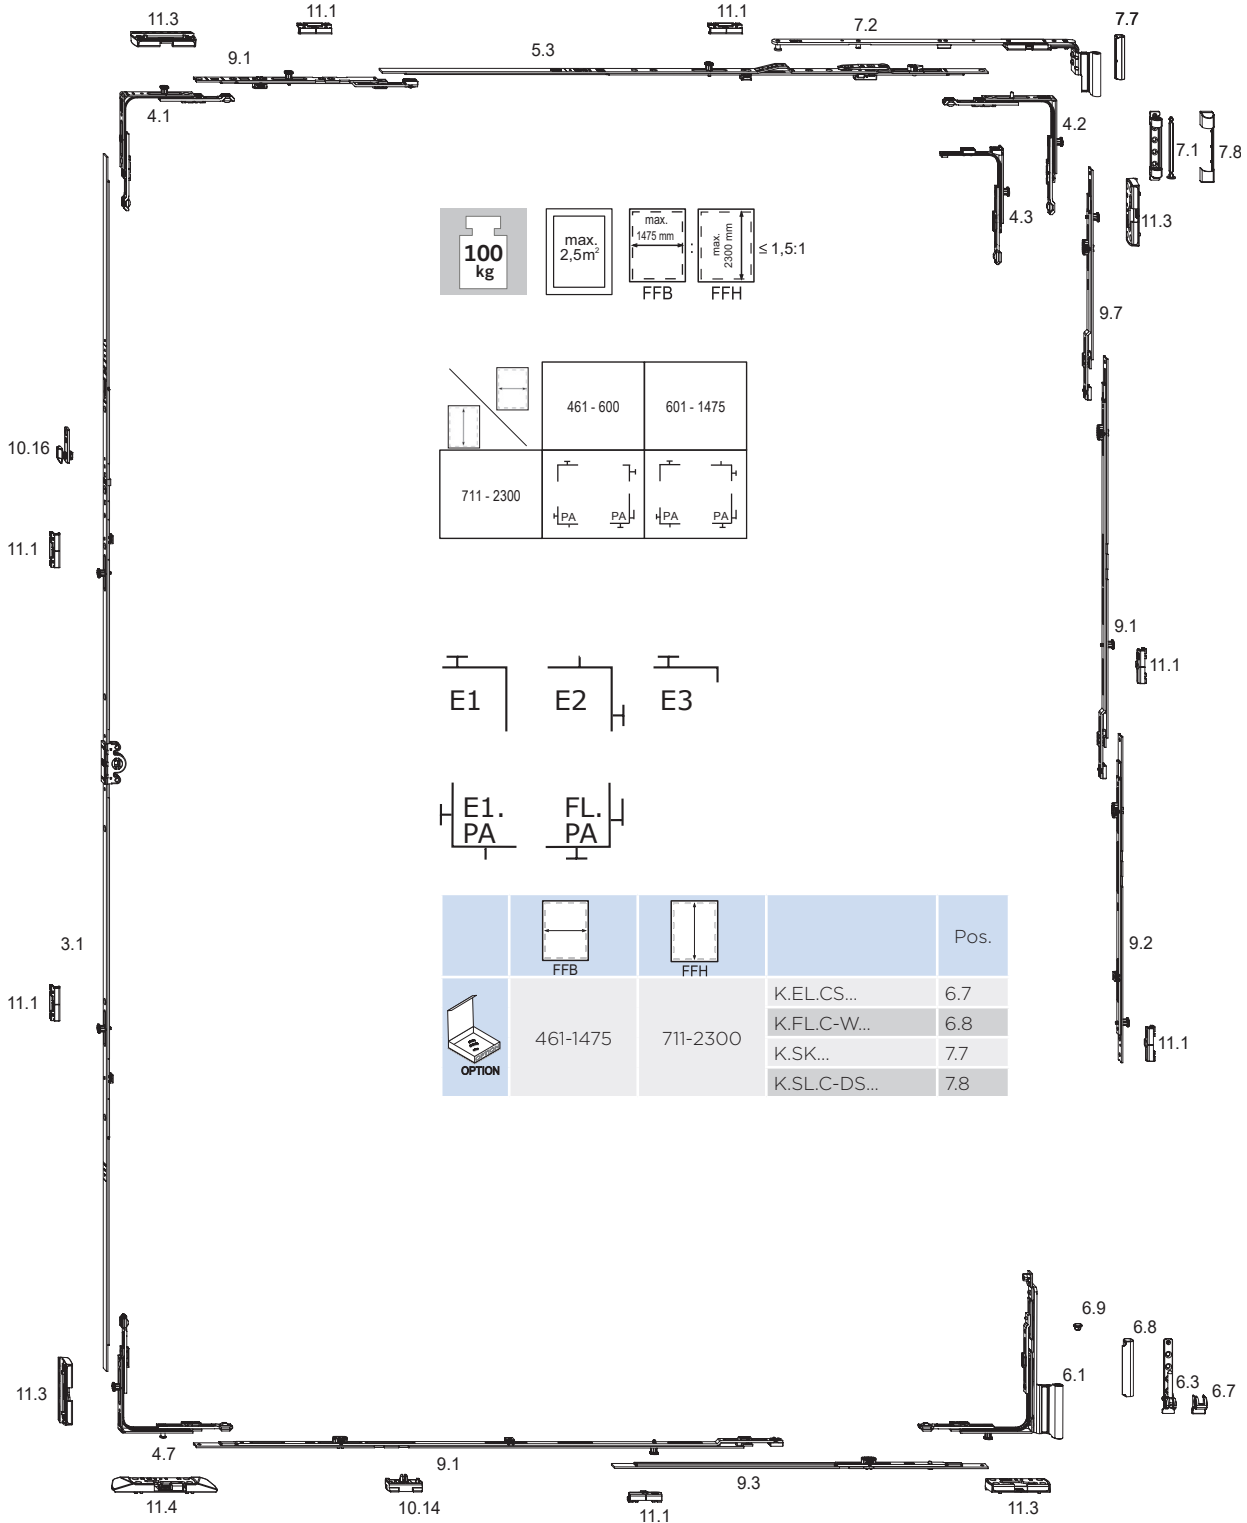 11.3
11.1
11.1
7.2
7.7
9.1
5.3
4.1
4.2
7.1
7.8
4.3
11.3
100
kg
max.
2,5m²
max.
1475 mm
FFB
:
max.
2300 mm
FFH
≤ 1,5:1
9.7
461 - 600
601 - 1475
711 - 2300
PA
PA
PA
PA
10.16
11.1
9.1
11.1
E1
E2
E3
E1.
PA
FL.
PA
FFB
FFH
Pos.
OPTION
461-1475
711-2300
K.EL.CS...
6.7
K.FL.C-W...
6.8
K.SK...
7.7
K.SL.C-DS...
7.8
3.1
11.1
9.2
11.1
6.9
6.8
6.1
6.3
6.7
11.3
4.7
9.1
9.3
11.4
10.14
11.1
11.3